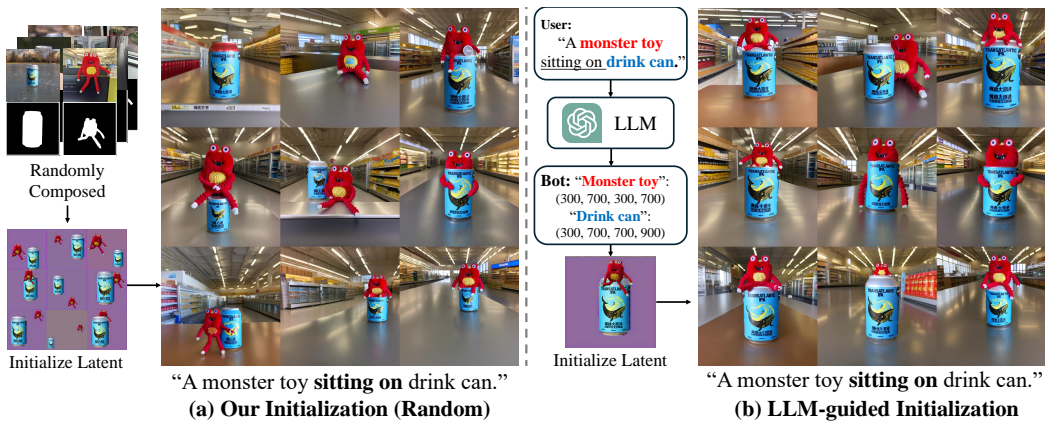 Randomly
Composed
Initialize Latent
“A monster toy sitting on drink can.”
(a) Our Initialization (Random)
User:
“A monster toy
sitting on drink can.”
LLM
Bot: “Monster toy”:
(300, 700, 300, 700)
“Drink can”:
(300, 700, 700, 900)
Initialize Latent
“A monster toy sitting on drink can.”
(b) LLM-guided Initialization
TRANSATLANTIC
IPA